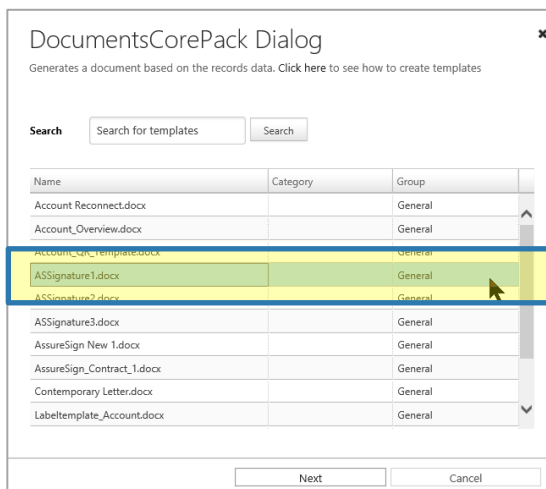 DocumentsCorePack Dialog
Generates a document based on the records data. Click here to see how to create templates
Search Search for templates Search
Name Category Group
Account Reconnect.docx General
Account_Overview.docx General
Account_QR_Template.docx General
ASSignature1.docx General
ASSignature2.docx General
ASSignature3.docx General
AssureSign New 1.docx General
AssureSign_Contract_1.docx General
Contemporary Letter.docx General
Labeltemplate_Account.docx General
Next Cancel